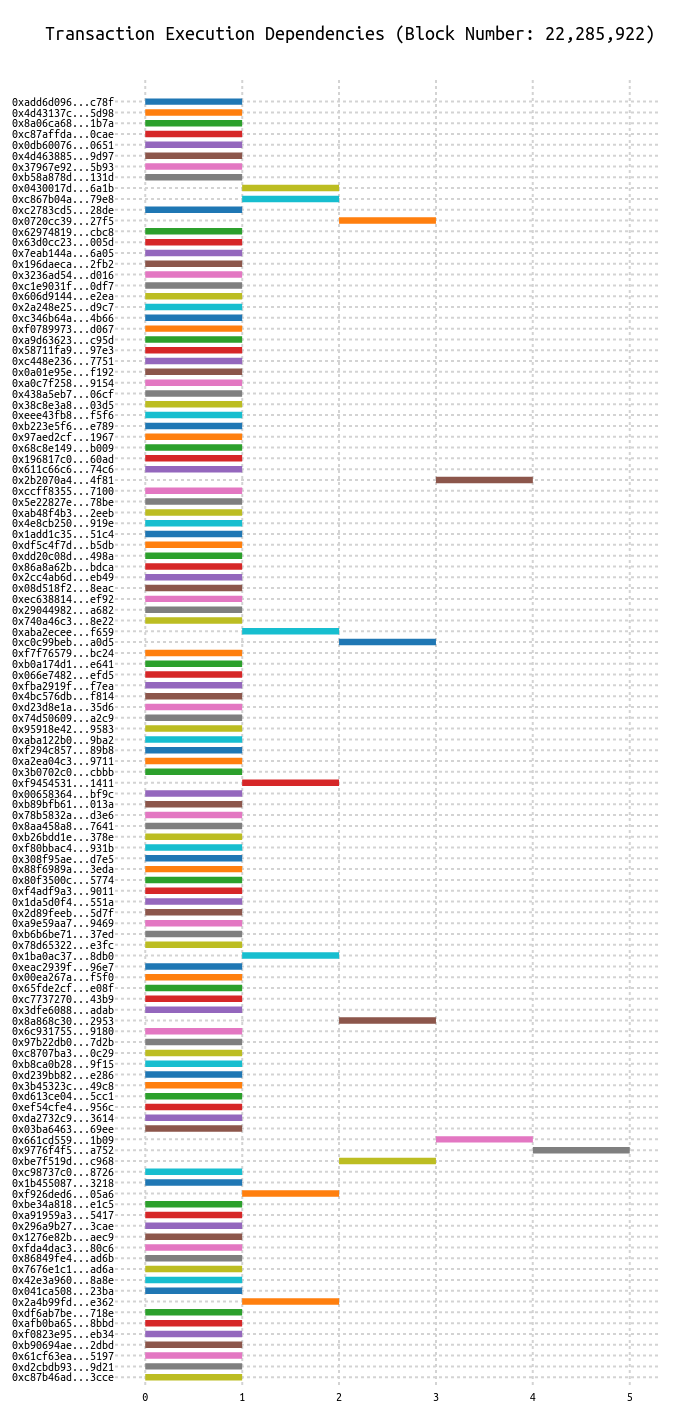 Transaction Execution Dependencies (Block Number: 22,285,922)
0xadd6d096...c78f
0x4d43137c...5d98
0x8a06ca68...1b7a
0xc87affda...0cae
0x0db60076...0651
0x4d463885...9d97
0x37967e92...5b93
0xb58a878d...131d
0x0430017d...6a1b
0xc867b04a...79e8
0xc2783cd5...28de
0x0720cc39...27f5
0x62974819...cbc8
0x63d0cc23...005d
0x7eab144a...6a05
0x196daeca...2fb2
0x3236ad54...d016
0xc1e9031f...0df7
0x606d9144...e2ea
0x2a248e25...d9c7
0xc346b64a...4b66
0xf0789973...d067
0xa9d63623...c95d
0x58711fa9...97e3
0xc448e236...7751
0x0a01e95e...f192
0xa0c7f258...9154
0x438a5eb7...06cf
0x38c8e3a8...03d5
0xeee43fb8...f5f6
0xb223e5f6...e789
0x97aed2cf...1967
0x68c8e149...b009
0x196817c0...60ad
0x611c66c6...74c6
0x2b2070a4...4f81
0xccff8355...7100
0x5e22827e...78be
0xab48f4b3...2eeb
0x4e8cb250...919e
0x1add1c35...51c4
0xdf5c4f7d...b5db
0xdd20c08d...498a
0x86a8a62b...bdca
0x2cc4ab6d...eb49
0x08d518f2...8eac
0xec638814...ef92
0x29044982...a682
0x740a46c3...8e22
0xaba2ecee...f659
0xc0c99beb...a0d5
0xf7f76579...bc24
0xb0a174d1...e641
0x066e7482...efd5
0xfba2919f...f7ea
0x4bc576db...f814
0xd23d8e1a...35d6
0x74d50609...a2c9
0x95918e42...9583
0xaba122b0...9ba2
0xf294c857...89b8
0xa2ea04c3...9711
0x3b0702c0...cbbb
0xf9454531...1411
0x00658364...bf9c
0xb89bfb61...013a
0x78b5832a...d3e6
0x8aa458a8...7641
0xb26bdd1e...378e
0xf80bbac4...931b
0x308f95ae...d7e5
0x88f6989a...3eda
0x80f3500c...5774
0xf4adf9a3...9011
0x1da5d0f4...551a
0x2d89feeb...5d7f
0xa9e59aa7...9469
0xb6b6be71...37ed
0x78d65322...e3fc
0x1ba0ac37...8db0
0xeac2939f...96e7
0x00ea267a...f5f0
0x65fde2cf...e08f
0xc7737270...43b9
0x3dfe6088...adab
0x8a868c30...2953
0x6c931755...9180
0x97b22db0...7d2b
0xc8707ba3...0c29
0xb8ca0b28...9f15
0xd239bb82...e286
0x3b45323c...49c8
0xd613ce04...5cc1
0xef54cfe4...956c
0xda2732c9...3614
0x03ba6463...69ee
0x661cd559...1b09
0x9776f4f5...a752
0xbe7f519d...c968
0xc98737c0...8726
0x1b455087...3218
0xf926ded6...05a6
0xbe34a818...e1c5
0xa91959a3...5417
0x296a9b27...3cae
0x1276e82b...aec9
0xfda4dac3...80c6
0x86849fe4...ad6b
0x7676e1c1...ad6a
0x42e3a960...8a8e
0x041ca508...23ba
0x2a4b99fd...e362
0xdf6ab7be...718e
0xafb0ba65...8bbd
0xf0823e95...eb34
0xb90694ae...2dbd
0x61cf63ea...5197
0xd2cbdb93...9d21
0xc87b46ad...3cce
0 1 2 3 4 5